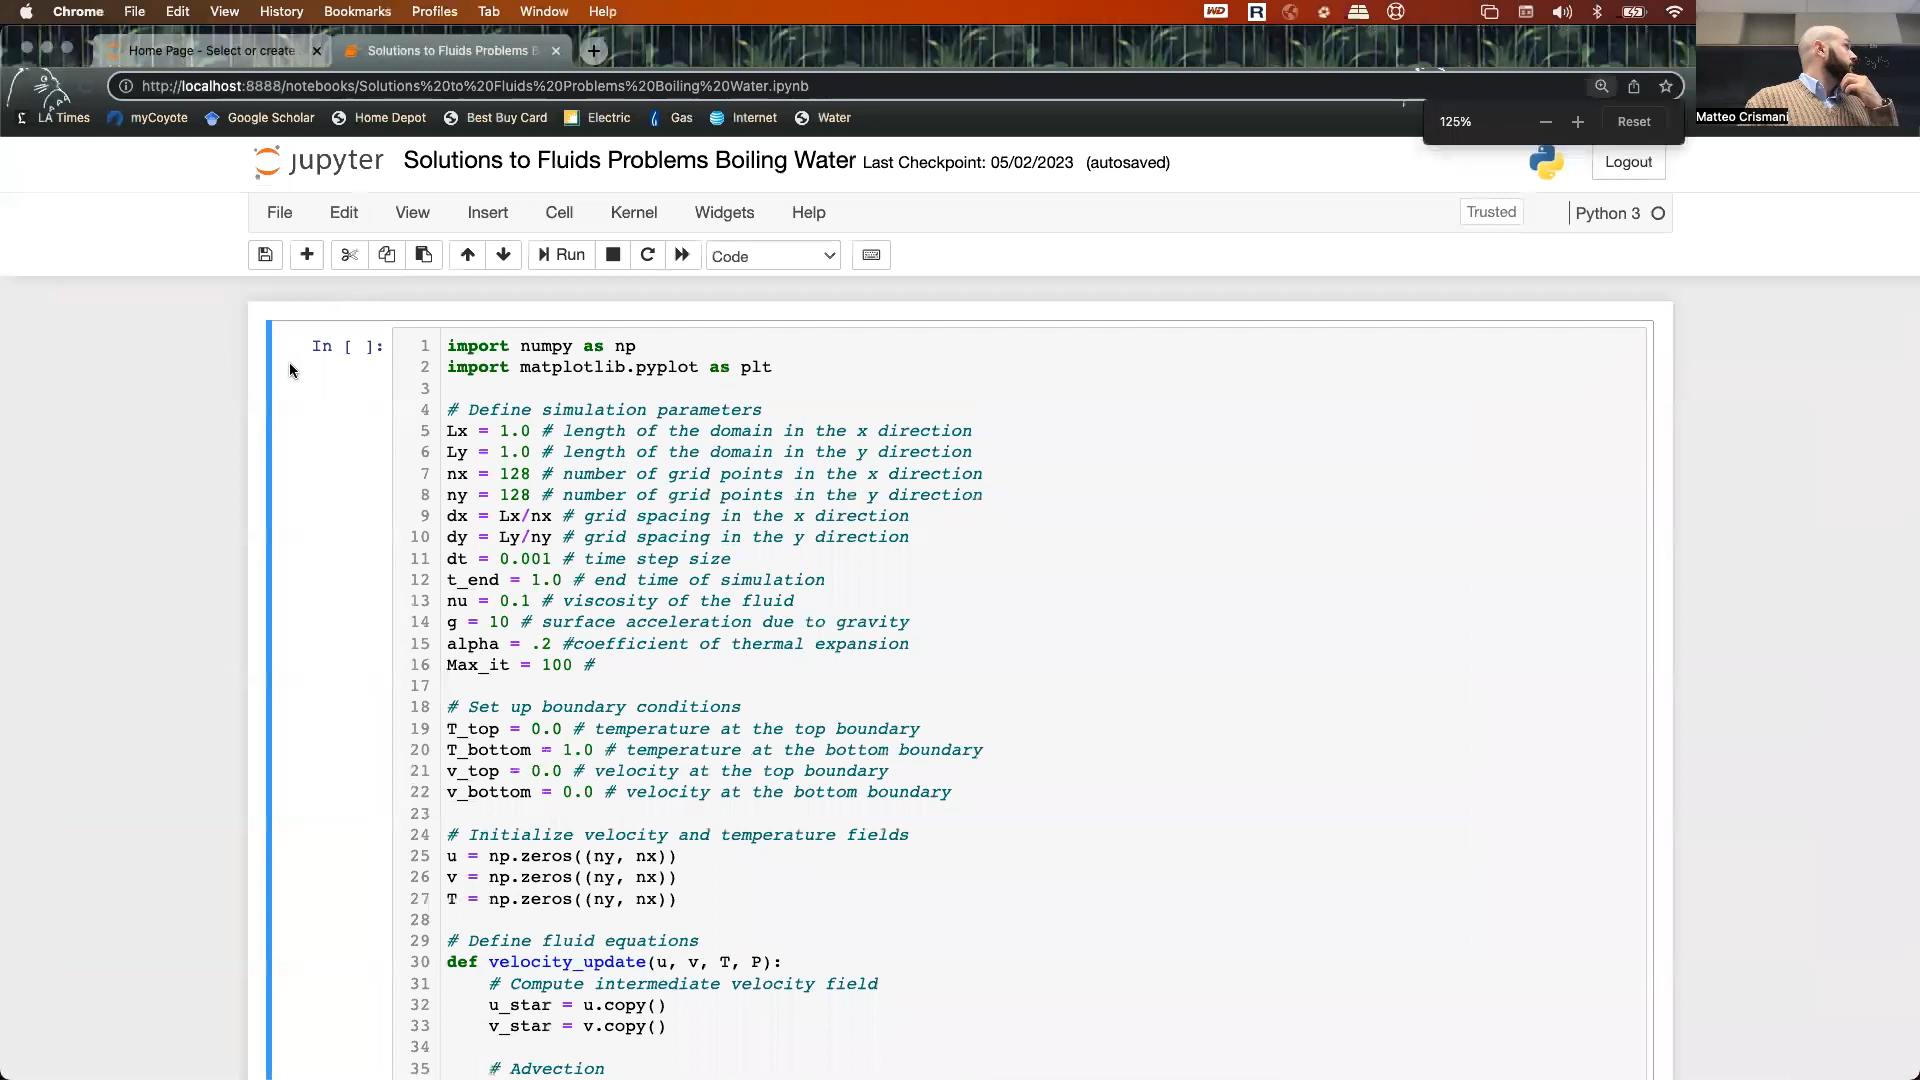 Chrome File Edit View History Bookmarks Profiles Tab Window Help
Home Page - Select or create
Solutions to Fluids Problems B
http://localhost:8888/notebooks/Solutions%20to%20Fluids%20Problems%20Boiling%20Water.ipynb
LA Times myCoyote Google Scholar Home Depot Best Buy Card Electric Gas Internet Water
125% Reset
Matteo Crismani
jupyter Solutions to Fluids Problems Boiling Water Last Checkpoint: 05/02/2023 (autosaved)
Logout
File Edit View Insert Cell Kernel Widgets Help
Trusted Python 3
Run Code
In [ ]:
1 import numpy as np
2 import matplotlib.pyplot as plt
3
4 # Define simulation parameters
5 Lx = 1.0 # length of the domain in the x direction
6 Ly = 1.0 # length of the domain in the y direction
7 nx = 128 # number of grid points in the x direction
8 ny = 128 # number of grid points in the y direction
9 dx = Lx/nx # grid spacing in the x direction
10 dy = Ly/ny # grid spacing in the y direction
11 dt = 0.001 # time step size
12 t_end = 1.0 # end time of simulation
13 nu = 0.1 # viscosity of the fluid
14 g = 10 # surface acceleration due to gravity
15 alpha = .2 #coefficient of thermal expansion
16 Max_it = 100 #
17
18 # Set up boundary conditions
19 T_top = 0.0 # temperature at the top boundary
20 T_bottom = 1.0 # temperature at the bottom boundary
21 v_top = 0.0 # velocity at the top boundary
22 v_bottom = 0.0 # velocity at the bottom boundary
23
24 # Initialize velocity and temperature fields
25 u = np.zeros((ny, nx))
26 v = np.zeros((ny, nx))
27 T = np.zeros((ny, nx))
28
29 # Define fluid equations
30 def velocity_update(u, v, T, P):
31 # Compute intermediate velocity field
32 u_star = u.copy()
33 v_star = v.copy()
34
35 # Advection